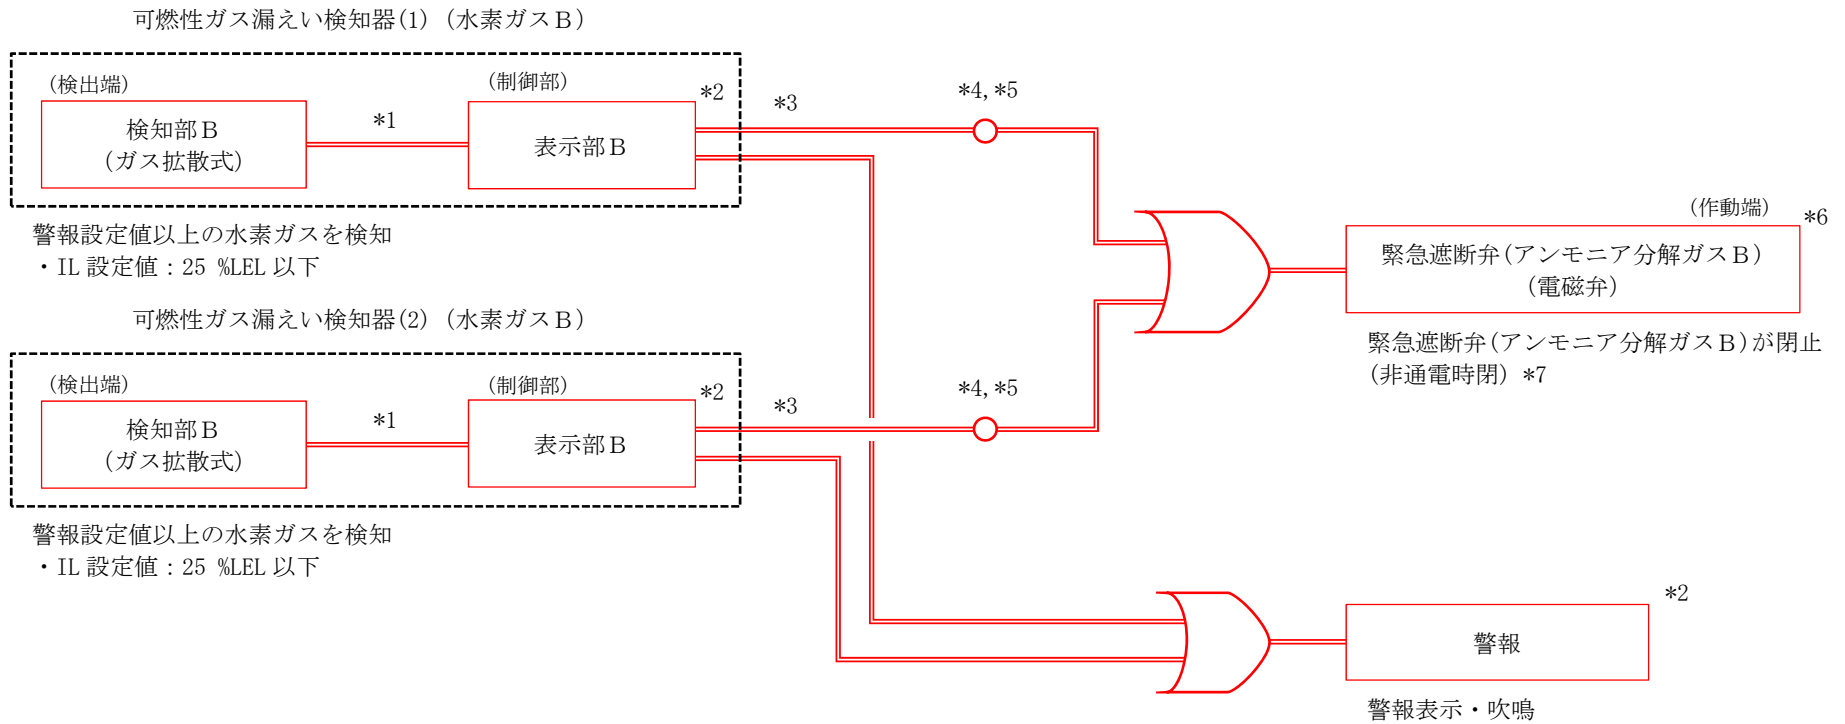 可燃性ガス漏えい検知器(1) (水素ガスB)
(検出端)
検知部B
(ガス拡散式)
*1
(制御部)
表示部B
*2
*3
*4,*5
警報設定値以上の水素ガスを検知
・IL 設定値：25 %LEL 以下
(作動端)
*6
緊急遮断弁(アンモニア分解ガスB)
(電磁弁)
緊急遮断弁(アンモニア分解ガスB)が閉止
(非通電時閉) *7
可燃性ガス漏えい検知器(2) (水素ガスB)
(検出端)
検知部B
(ガス拡散式)
*1
(制御部)
表示部B
*2
*3
*4,*5
警報設定値以上の水素ガスを検知
・IL 設定値：25 %LEL 以下
*2
警報
警報表示・吹鳴